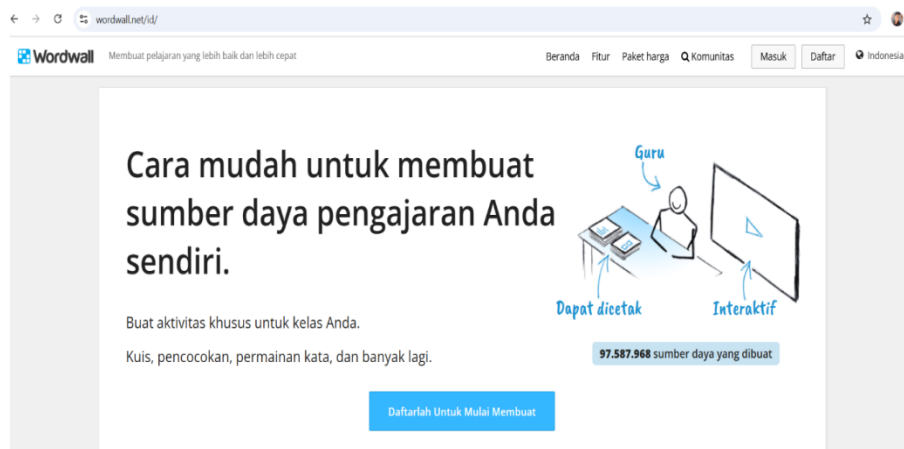 wordwall.net/id/
Wordwall Membuat pelajaran yang lebih baik dan lebih cepat Beranda Fitur Paket harga Komunitas Masuk Daftar Indonesia
Cara mudah untuk membuat
sumber daya pengajaran Anda
sendiri.
Buat aktivitas khusus untuk kelas Anda.
Kuis, pencocokan, permainan kata, dan banyak lagi.
Guru
Dapat dicetak
Interaktif
97.587.968 sumber daya yang dibuat
Daftarlah Untuk Mulai Membuat